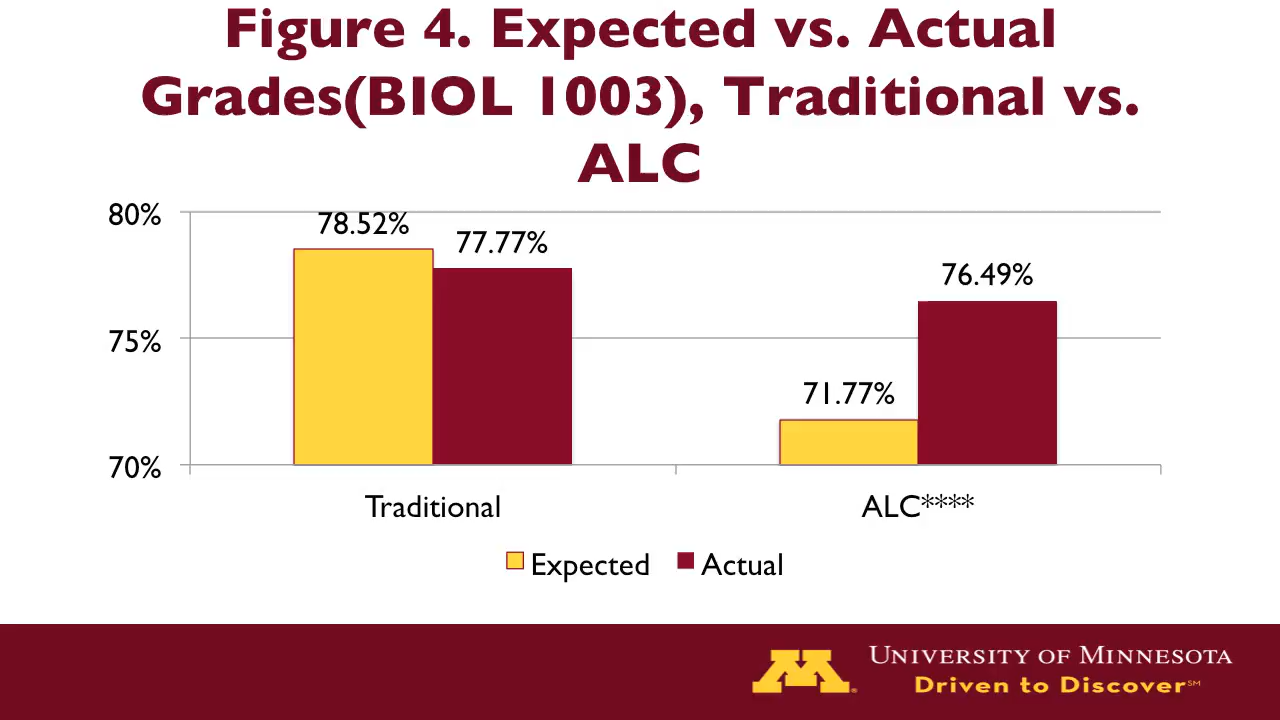 Figure 4. Expected vs. Actual
Grades(BIOL 1003), Traditional vs.
ALC
80%
78.52%
77.77%
76.49%
75%
71.77%
70%
Traditional
ALC****
Expected
Actual
UNIVERSITY OF MINNESOTA
Driven to Discover℠